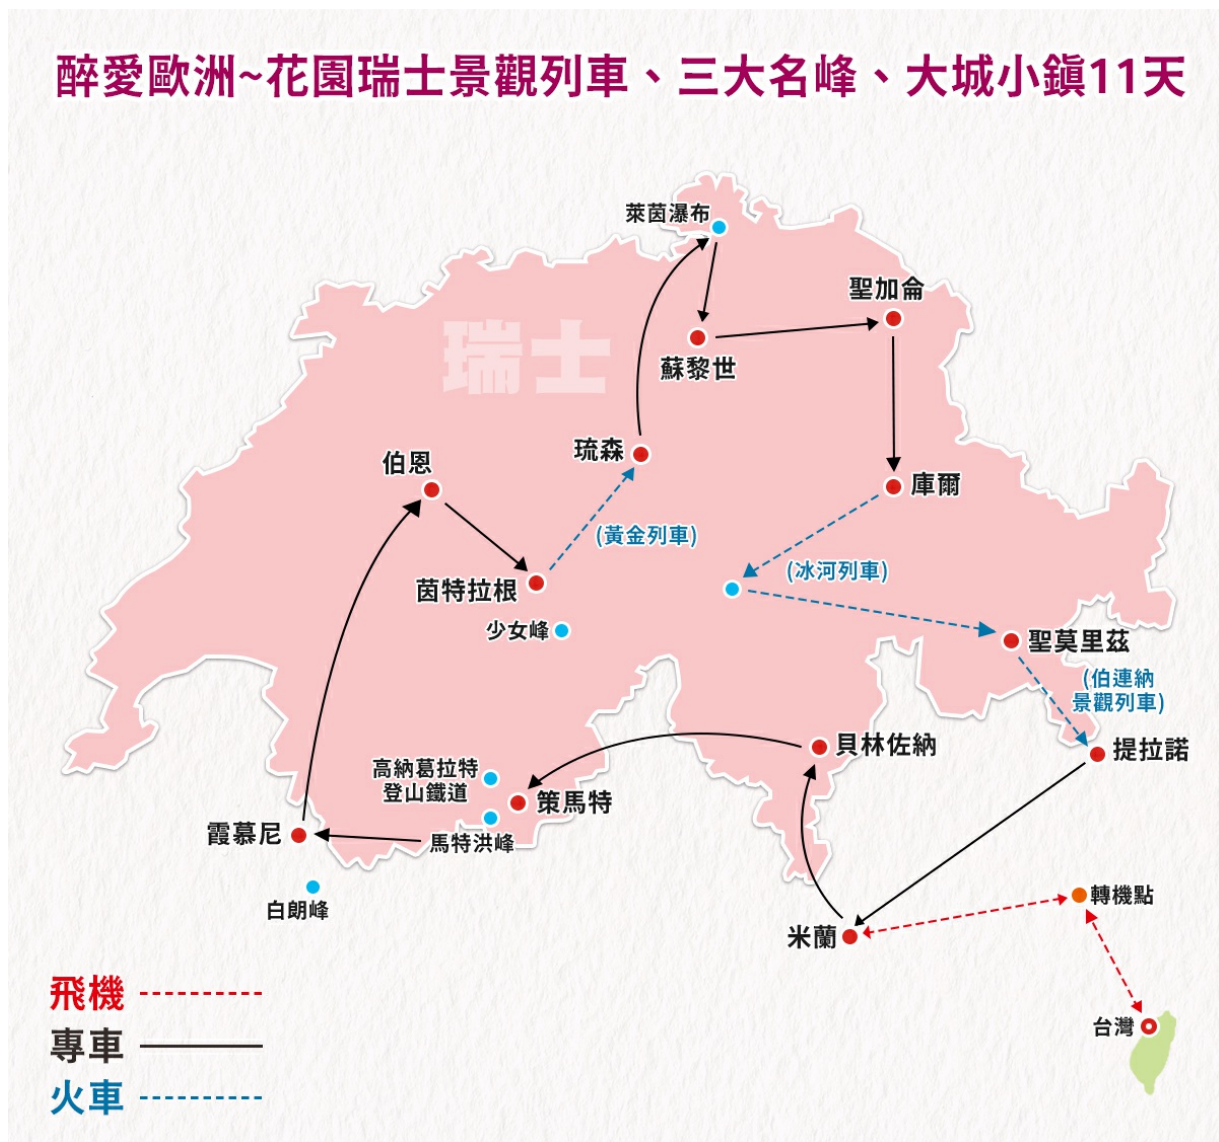 醉愛歐洲~花園瑞士景觀列車、三大名峰、大城小鎮11天
萊茵瀑布
聖加侖
瑞士
蘇黎世
琉森
伯恩
庫爾
(黃金列車)
(冰河列車)
茵特拉根
少女峰
聖莫里茲
(伯連納
景觀列車)
貝林佐納
提拉諾
高納葛拉特
登山鐵道
策馬特
霞慕尼
馬特洪峰
轉機點
白朗峰
米蘭
飛機
台灣
專車
火車